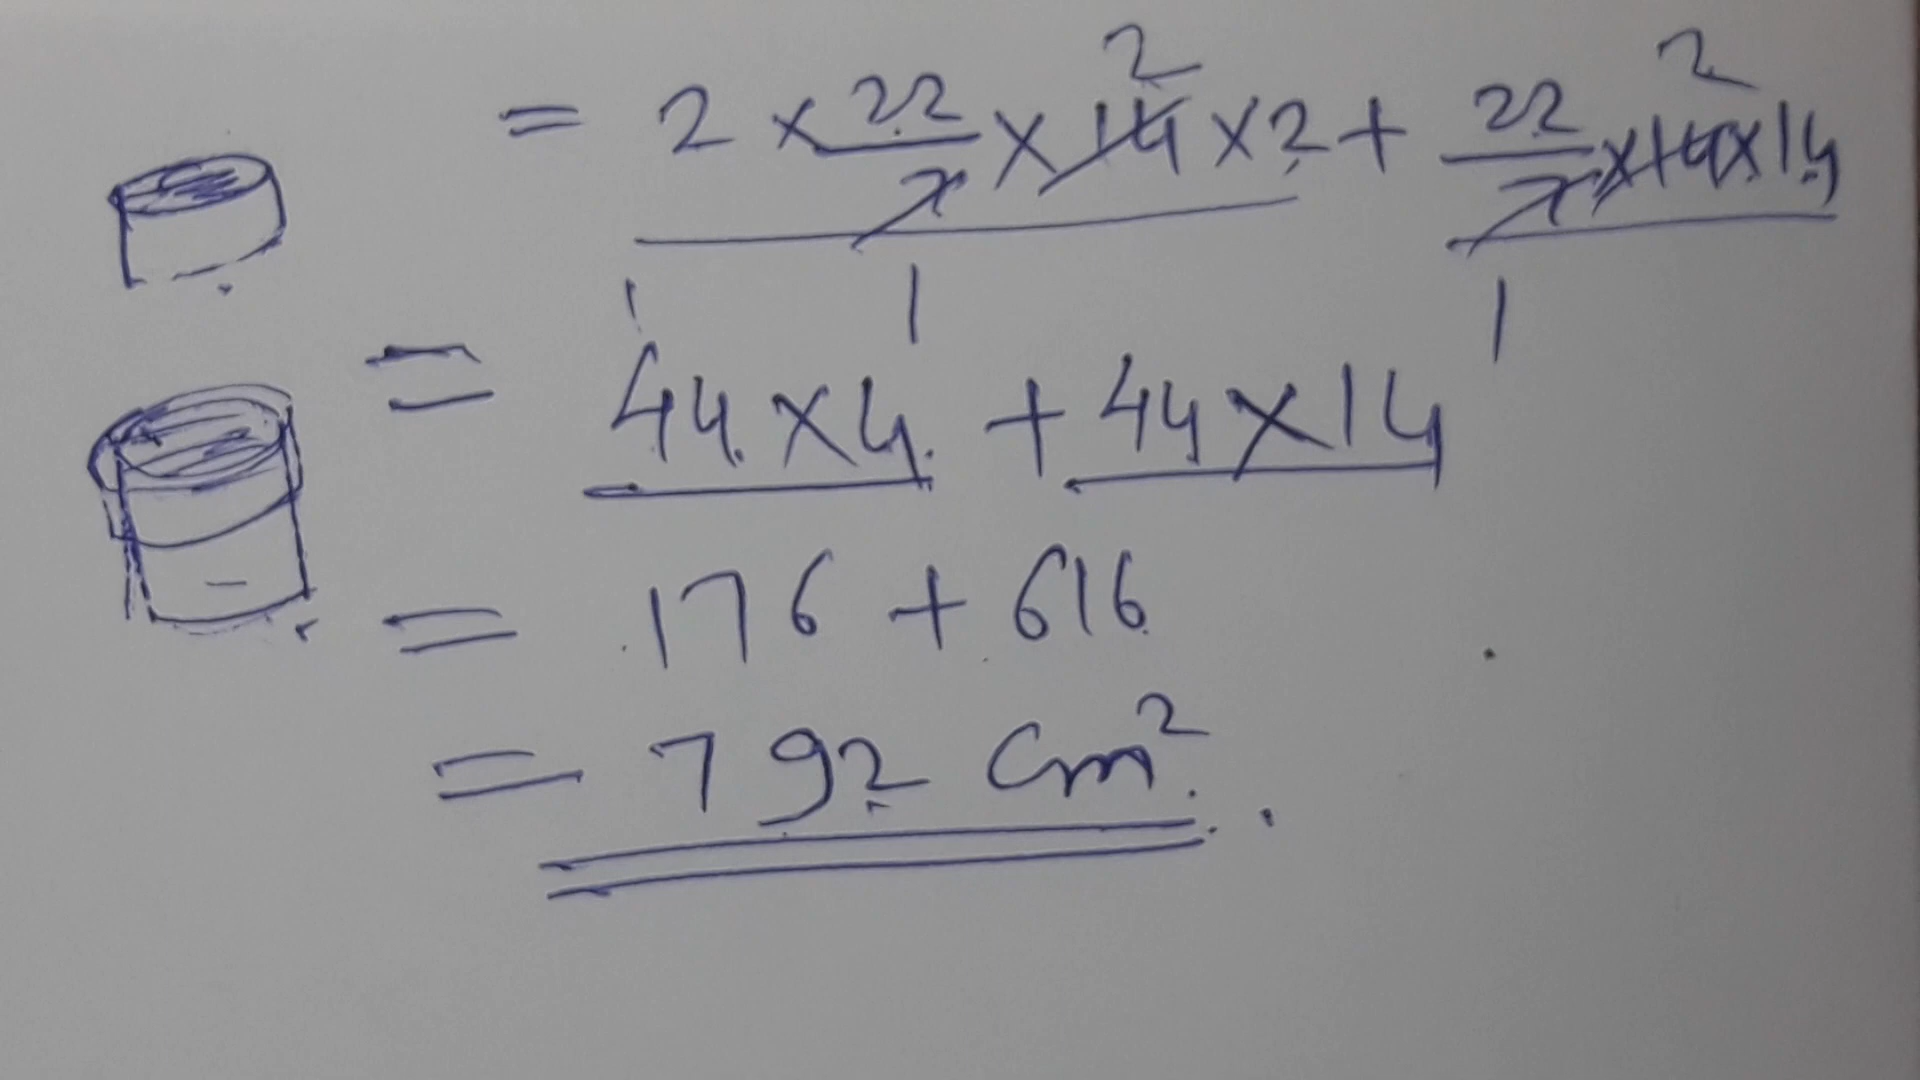 = 2 × 22/7 × 14 × 2 + 22/7 × 14 × 14
= 44 × 4 + 44 × 14
= 176 + 616
= 792 cm²